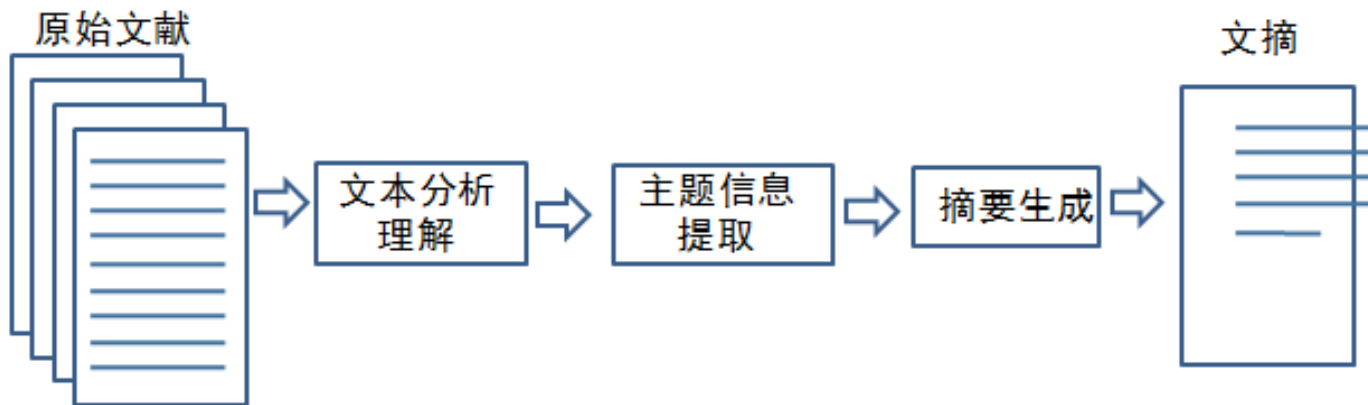 原始文献
文摘
文本分析
理解
主题信息
提取
摘要生成